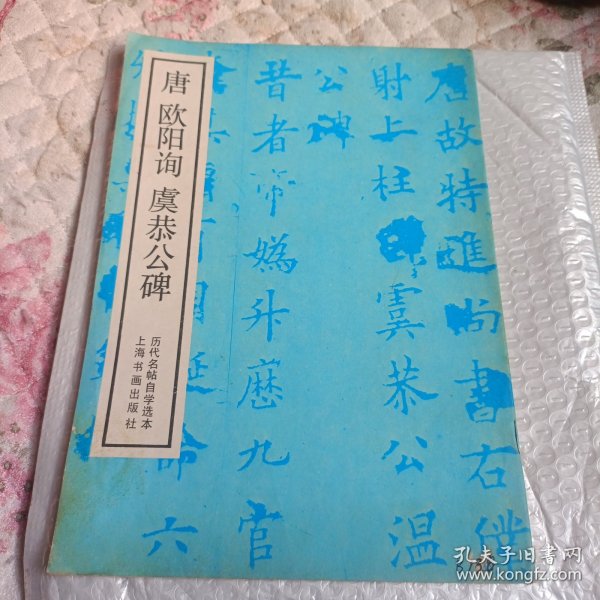 唐 欧阳询 虞恭公碑
历代名帖自学选本
上海书画出版社
唐故特進尚書右僕
射上柱國虞恭公温
公碑
昔者帝媯升歷九官
命六
孔夫子旧书网
www.kongfz.com